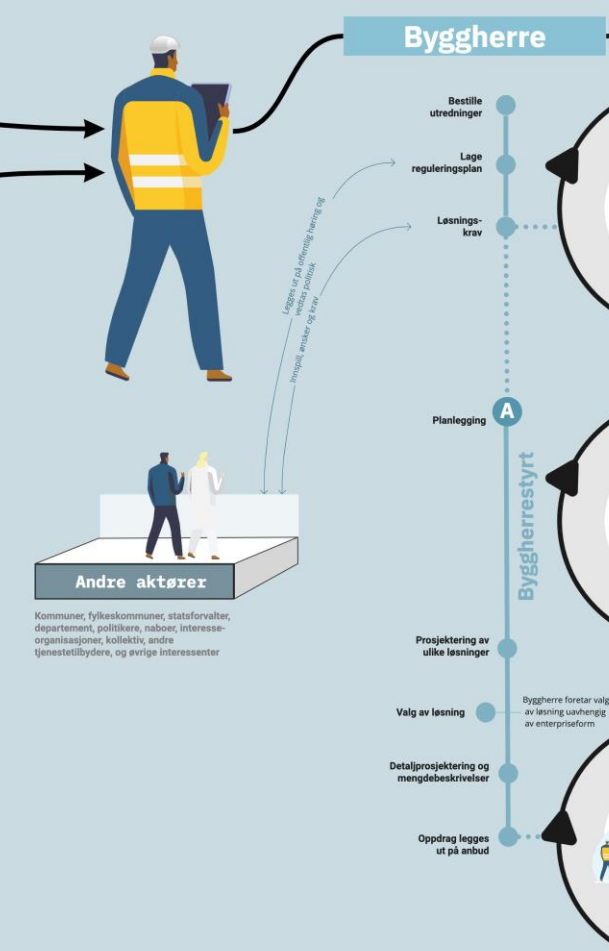 Byggherre
Bestille
utredninger
Lage
reguleringsplan
Løsnings-
krav
Legges ut på offentlig høring og
vedtas politisk
Innspill, ønsker og krav
A
Planlegging
Byggherrestyrt
Andre aktører
Kommuner, fylkeskommuner, statsforvalter,
departement, politikere, naboer, interesse-
organisasjoner, kollektiv, andre
tjenestetilbydere, og øvrige interessenter
Prosjektering av
ulike løsninger
Valg av løsning
Byggherre foretar valg
av løsning uavhengig
av enterpriseform
Detaljprosjektering og
mengdebeskrivelser
Oppdrag legges
ut på anbud